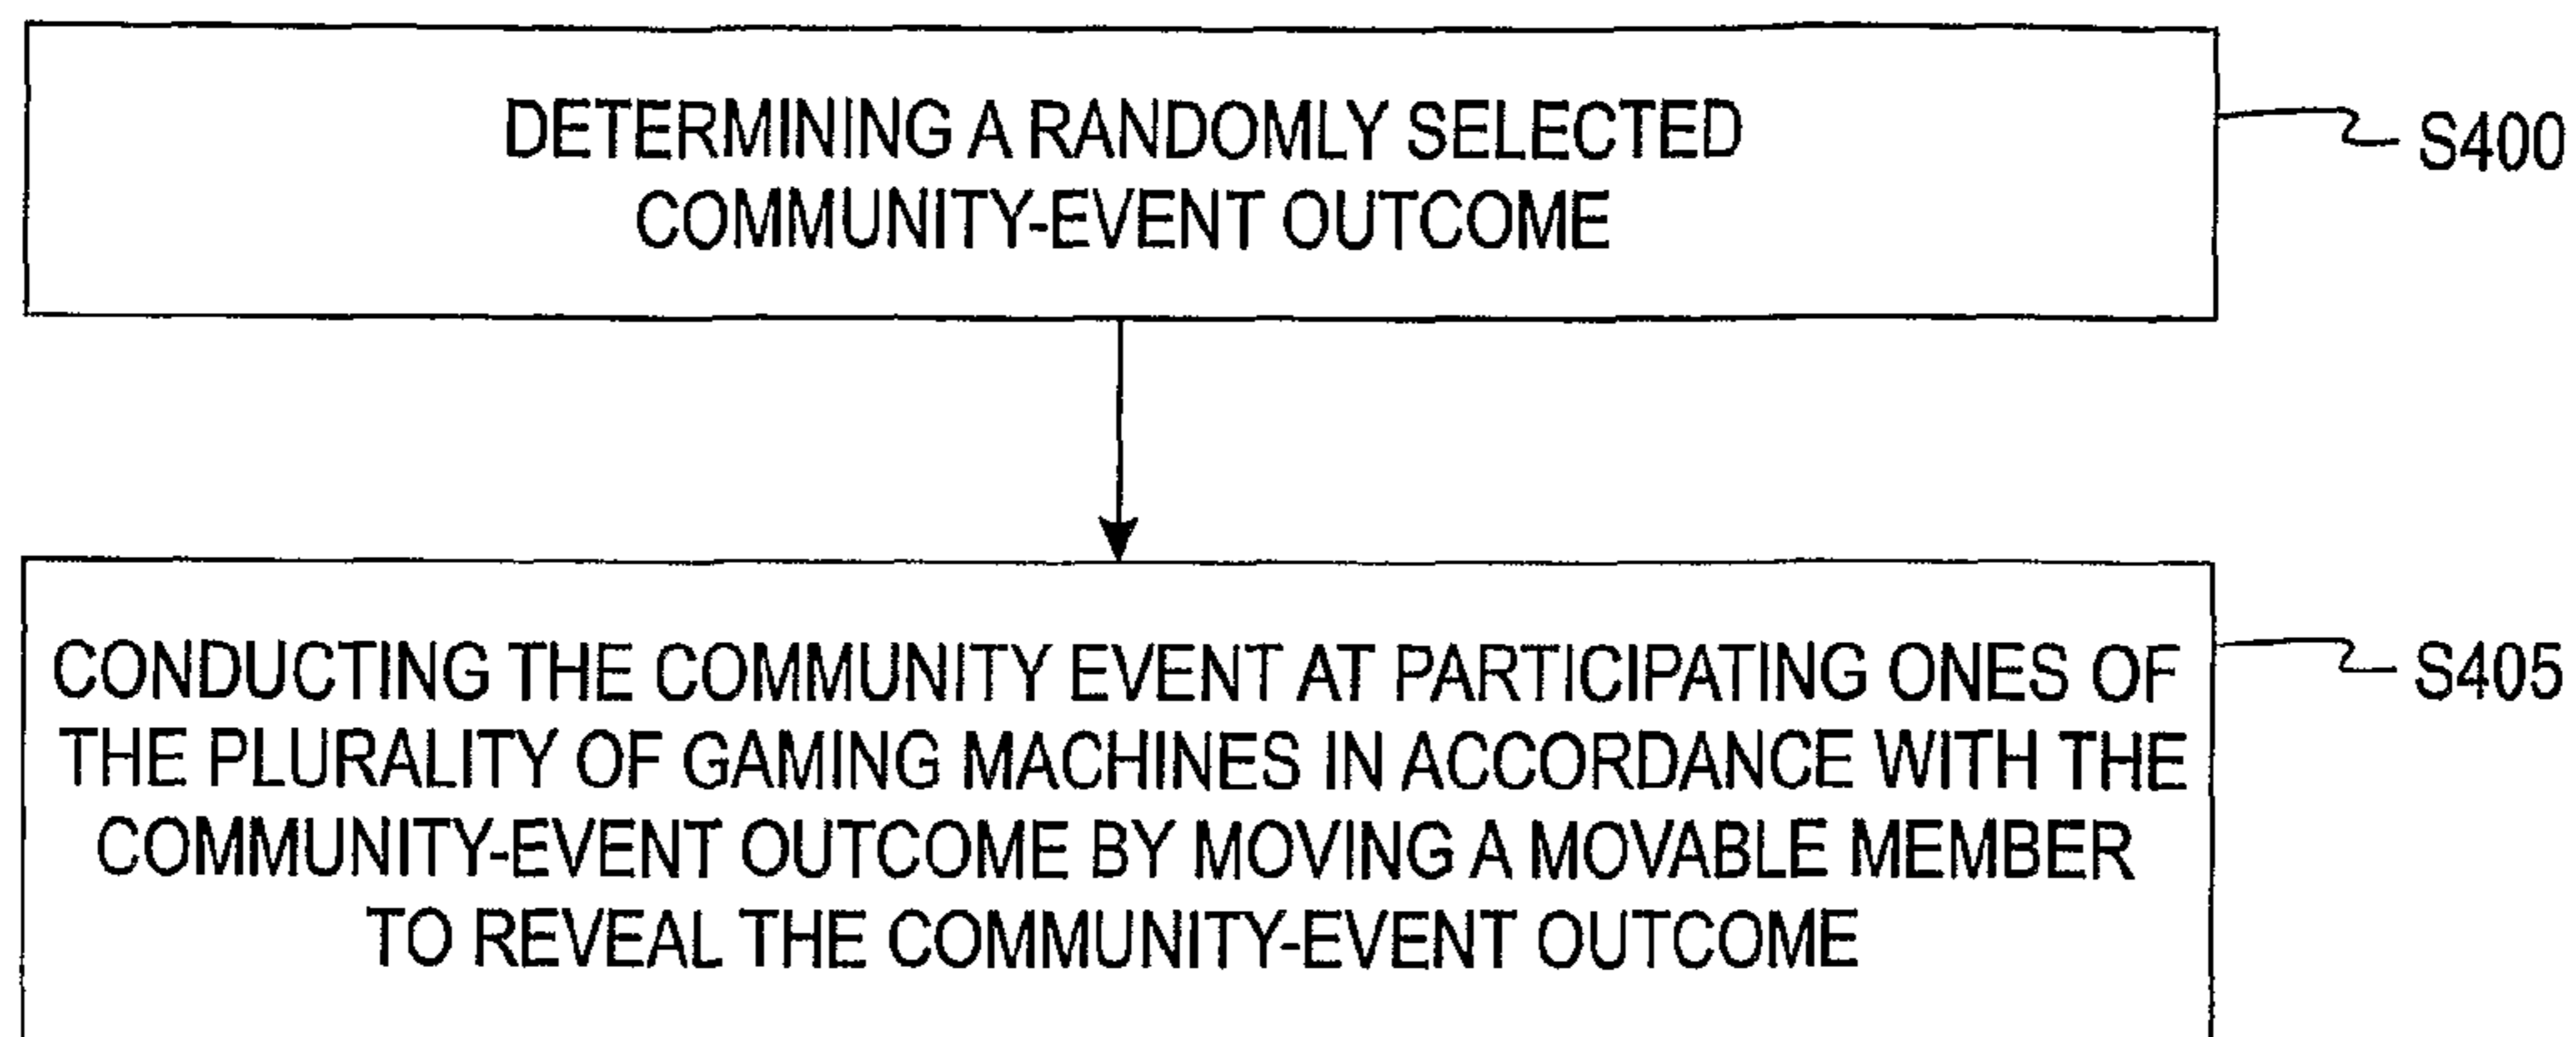 DETERMINING A RANDOMLY SELECTED
COMMUNITY-EVENT OUTCOME
S400
CONDUCTING THE COMMUNITY EVENT AT PARTICIPATING ONES OF
THE PLURALITY OF GAMING MACHINES IN ACCORDANCE WITH THE
COMMUNITY-EVENT OUTCOME BY MOVING A MOVABLE MEMBER
TO REVEAL THE COMMUNITY-EVENT OUTCOME
S405